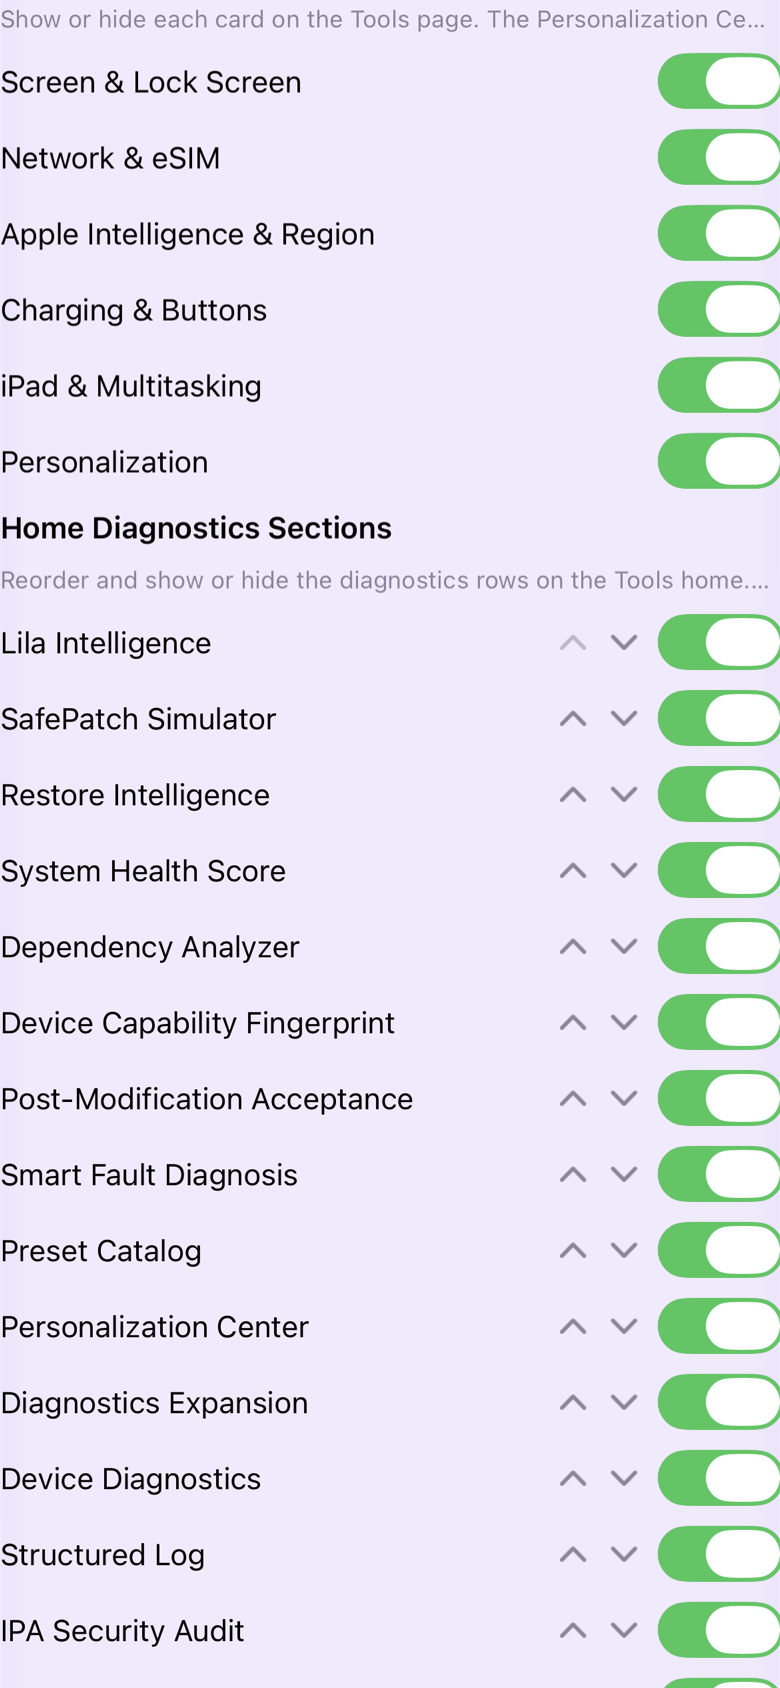 Show or hide each card on the Tools page. The Personalization Ce...
Screen & Lock Screen
Network & eSIM
Apple Intelligence & Region
Charging & Buttons
iPad & Multitasking
Personalization
Home Diagnostics Sections
Reorder and show or hide the diagnostics rows on the Tools home....
Lila Intelligence
SafePatch Simulator
Restore Intelligence
System Health Score
Dependency Analyzer
Device Capability Fingerprint
Post-Modification Acceptance
Smart Fault Diagnosis
Preset Catalog
Personalization Center
Diagnostics Expansion
Device Diagnostics
Structured Log
IPA Security Audit